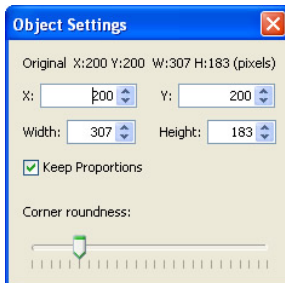 Object Settings
Original X:200 Y:200 W:307 H:183 (pixels)
X: 200 Y: 200
Width: 307 Height: 183
Keep Proportions
Corner roundness: